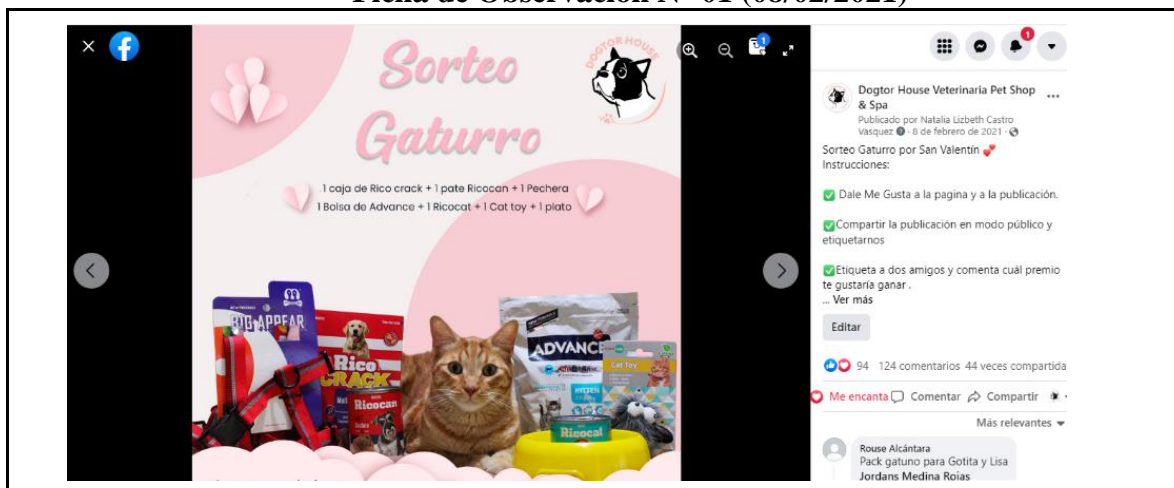 Ficha de Observación N° 01 (08/02/2021)
Sorteo
Gaturro
DOGTOR HOUSE
1 caja de Rico crack + 1 pate Ricocan + 1 Pechera
1 Bolsa de Advance + 1 Ricocat + 1 Cat toy + 1 plato
BIG APPEAR
Rico
CRACK
Ricocan
ADVANCE
KITTEN
Cat Toy
Ricocat
1
1
Dogtor House Veterinaria Pet Shop
& Spa
...
Publicado por Natalia Lizbeth Castro
Vasquez · 8 de febrero de 2021 ·
Sorteo Gaturro por San Valentín 💕
Instrucciones:
✅ Dale Me Gusta a la pagina y a la publicación.
✅Compartir la publicación en modo público y
etiquetarnos
✅Etiqueta a dos amigos y comenta cuál premio
te gustaría ganar .
... Ver más
Editar
94 124 comentarios 44 veces compartida
Me encanta Comentar Compartir
Más relevantes
Rouse Alcántara
Pack gatuno para Gotita y Lisa
Jordans Medina Rojas